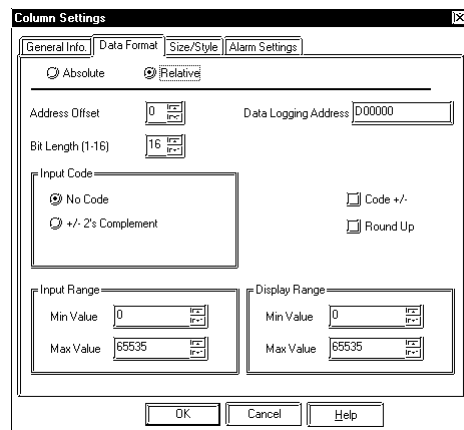 Column Settings
General Info. Data Format Size/Style Alarm Settings
Absolute Relative
Address Offset 0 Data Logging Address D00000
Bit Length (1-16) 16
Input Code
No Code Code +/-
+/- 2's Complement Round Up
Input Range Display Range
Min Value 0 Min Value 0
Max Value 65535 Max Value 65535
OK Cancel Help